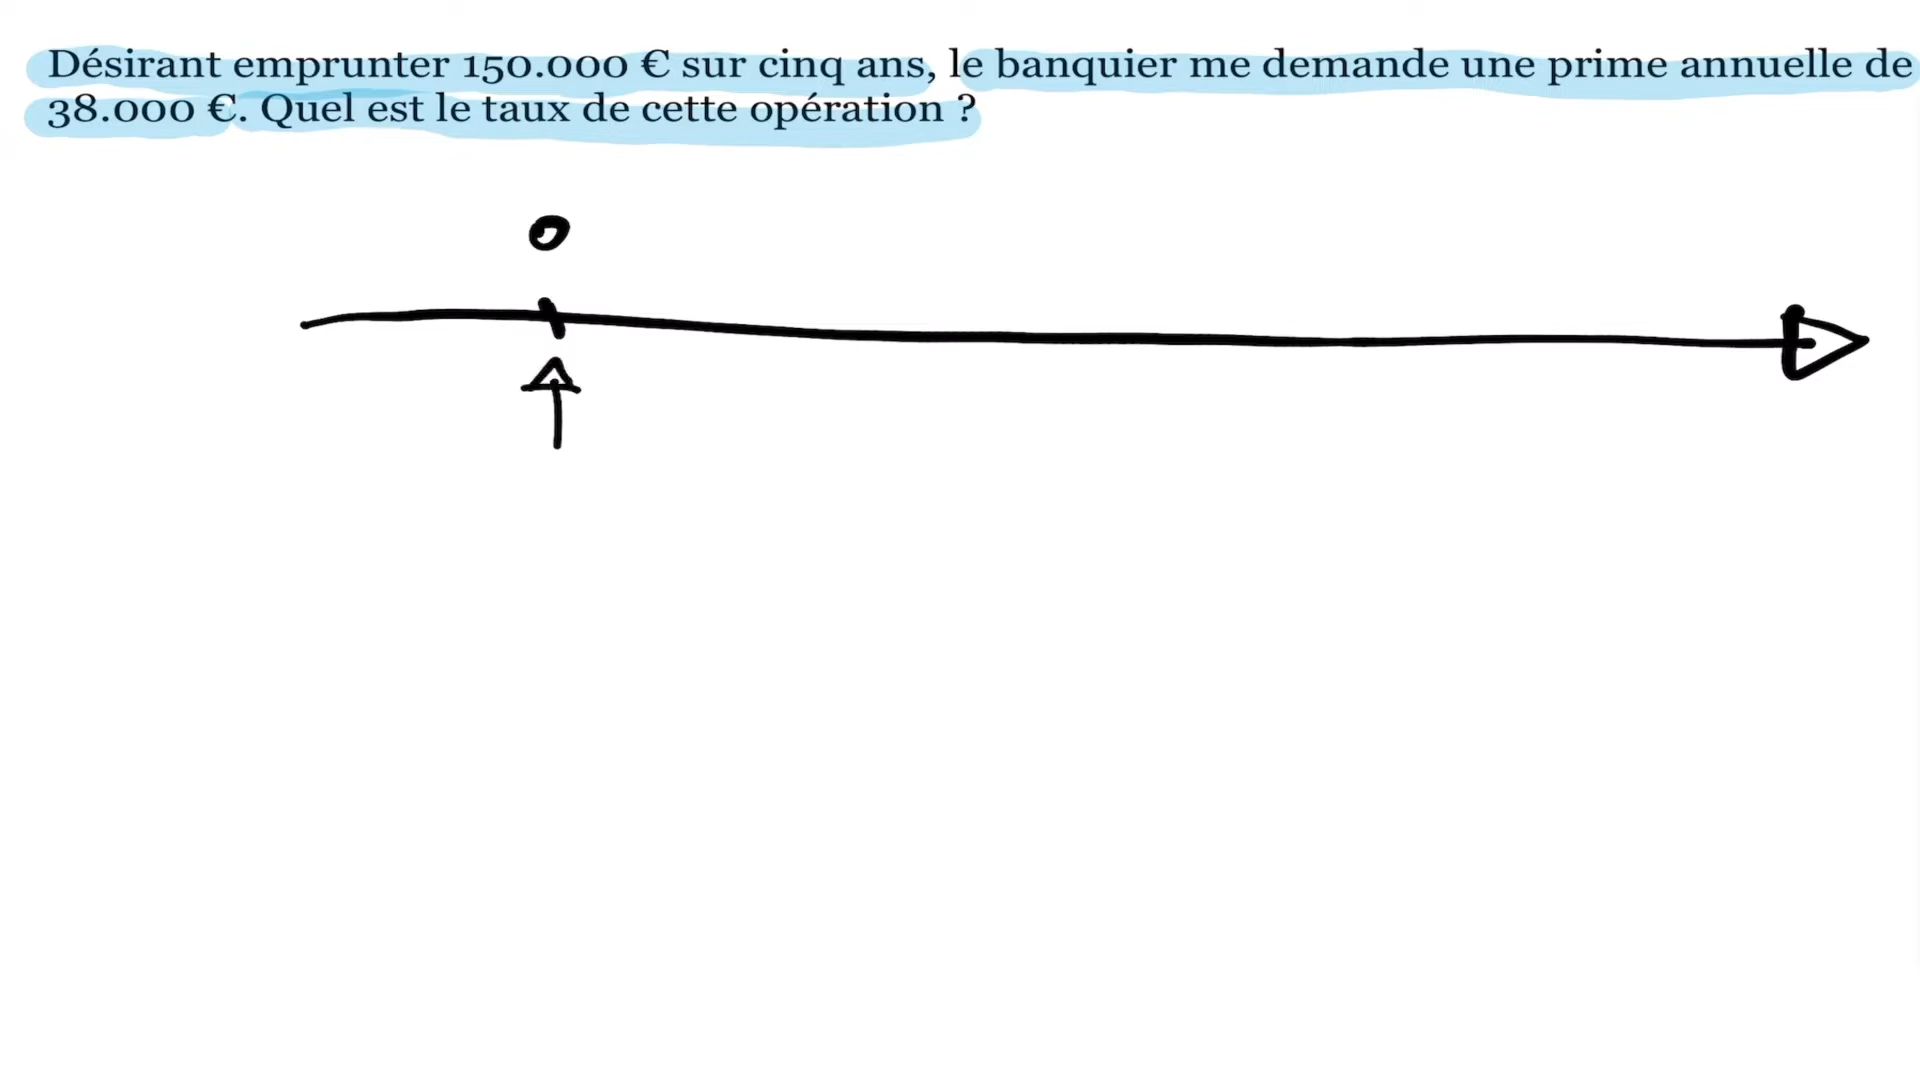 Désirant emprunter 150.000 € sur cinq ans, le banquier me demande une prime annuelle de
38.000 €. Quel est le taux de cette opération ?
0